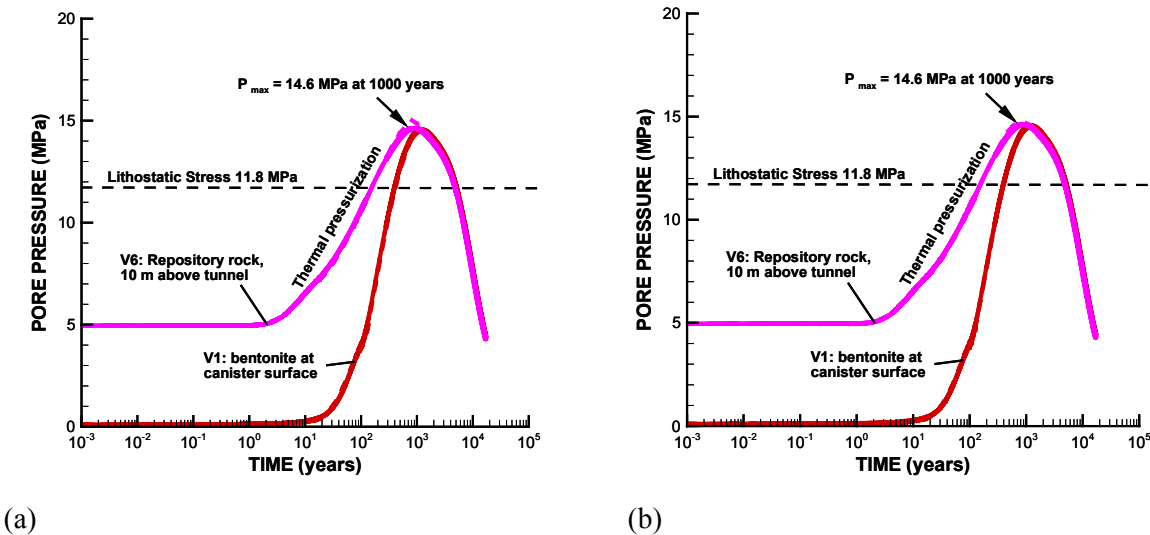 20
15
10
5
0
PORE PRESSURE (MPa)
P max = 14.6 MPa at 1000 years
Thermal pressurization
Lithostatic Stress 11.8 MPa
V6: Repository rock,
10 m above tunnel
V1: bentonite at
canister surface
10-3 10-2 10-1 100 101 102 103 104 105
TIME (years)
(a)
20
15
10
5
0
PORE PRESSURE (MPa)
P max = 14.6 MPa at 1000 years
Thermal pressurization
Lithostatic Stress 11.8 MPa
V6: Repository rock,
10 m above tunnel
V1: bentonite at
canister surface
10-3 10-2 10-1 100 101 102 103 104 105
TIME (years)
(b)